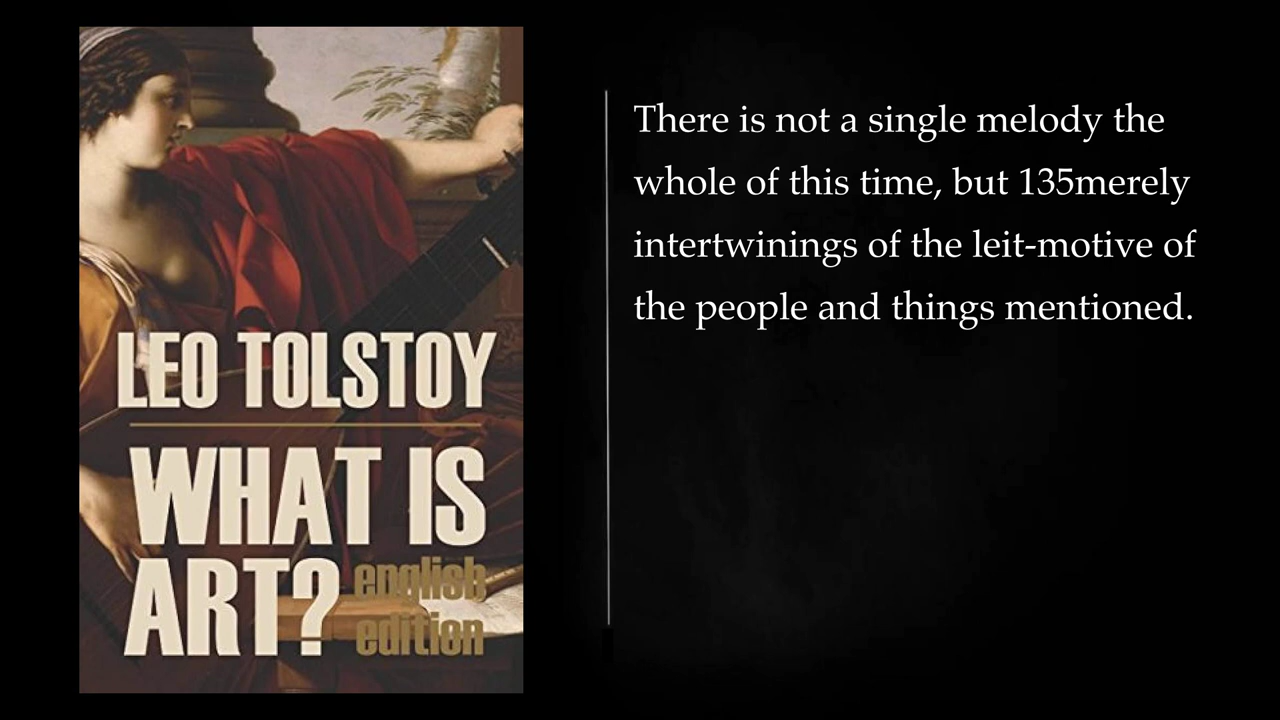 LEO TOLSTOY
WHAT IS
ART?
english
edition
There is not a single melody the
whole of this time, but 135merely
intertwinings of the leit-motive of
the people and things mentioned.